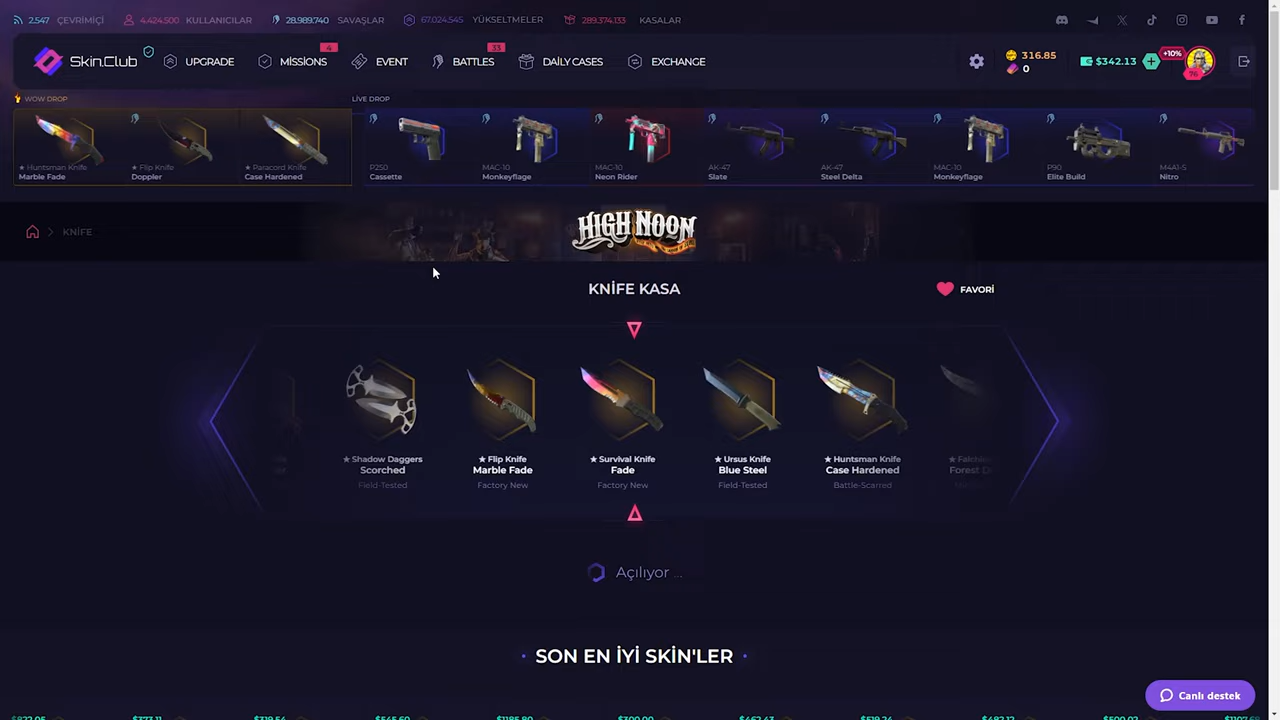 2.547 ÇEVRİMİÇİ 4.424.500 KULLANICILAR 28.989.740 SAVAŞLAR 67.024.545 YÜKSELTMELER 289.374.133 KASALAR
Skin.Club UPGRADE MISSIONS 4 EVENT BATTLES 33 DAILY CASES EXCHANGE 316.85 0 $342.13 +10% 76
WOW DROP LIVE DROP
★ Huntsman Knife ★ Flip Knife ★ Paracord Knife P250 MAC-10 MAC-10 AK-47 AK-47 MAC-10 P90 M4A1-S
Marble Fade Doppler Case Hardened Cassette Monkeyflage Neon Rider Slate Steel Delta Monkeyflage Elite Build Nitro
HIGH NOON
KNİFE
KNİFE KASA FAVORİ
★ Shadow Daggers ★ Flip Knife ★ Survival Knife ★ Ursus Knife ★ Huntsman Knife
Scorched Marble Fade Fade Blue Steel Case Hardened
Field-Tested Factory New Factory New Field-Tested Battle-Scarred
Açılıyor ...
SON EN İYİ SKİN'LER
Canlı destek